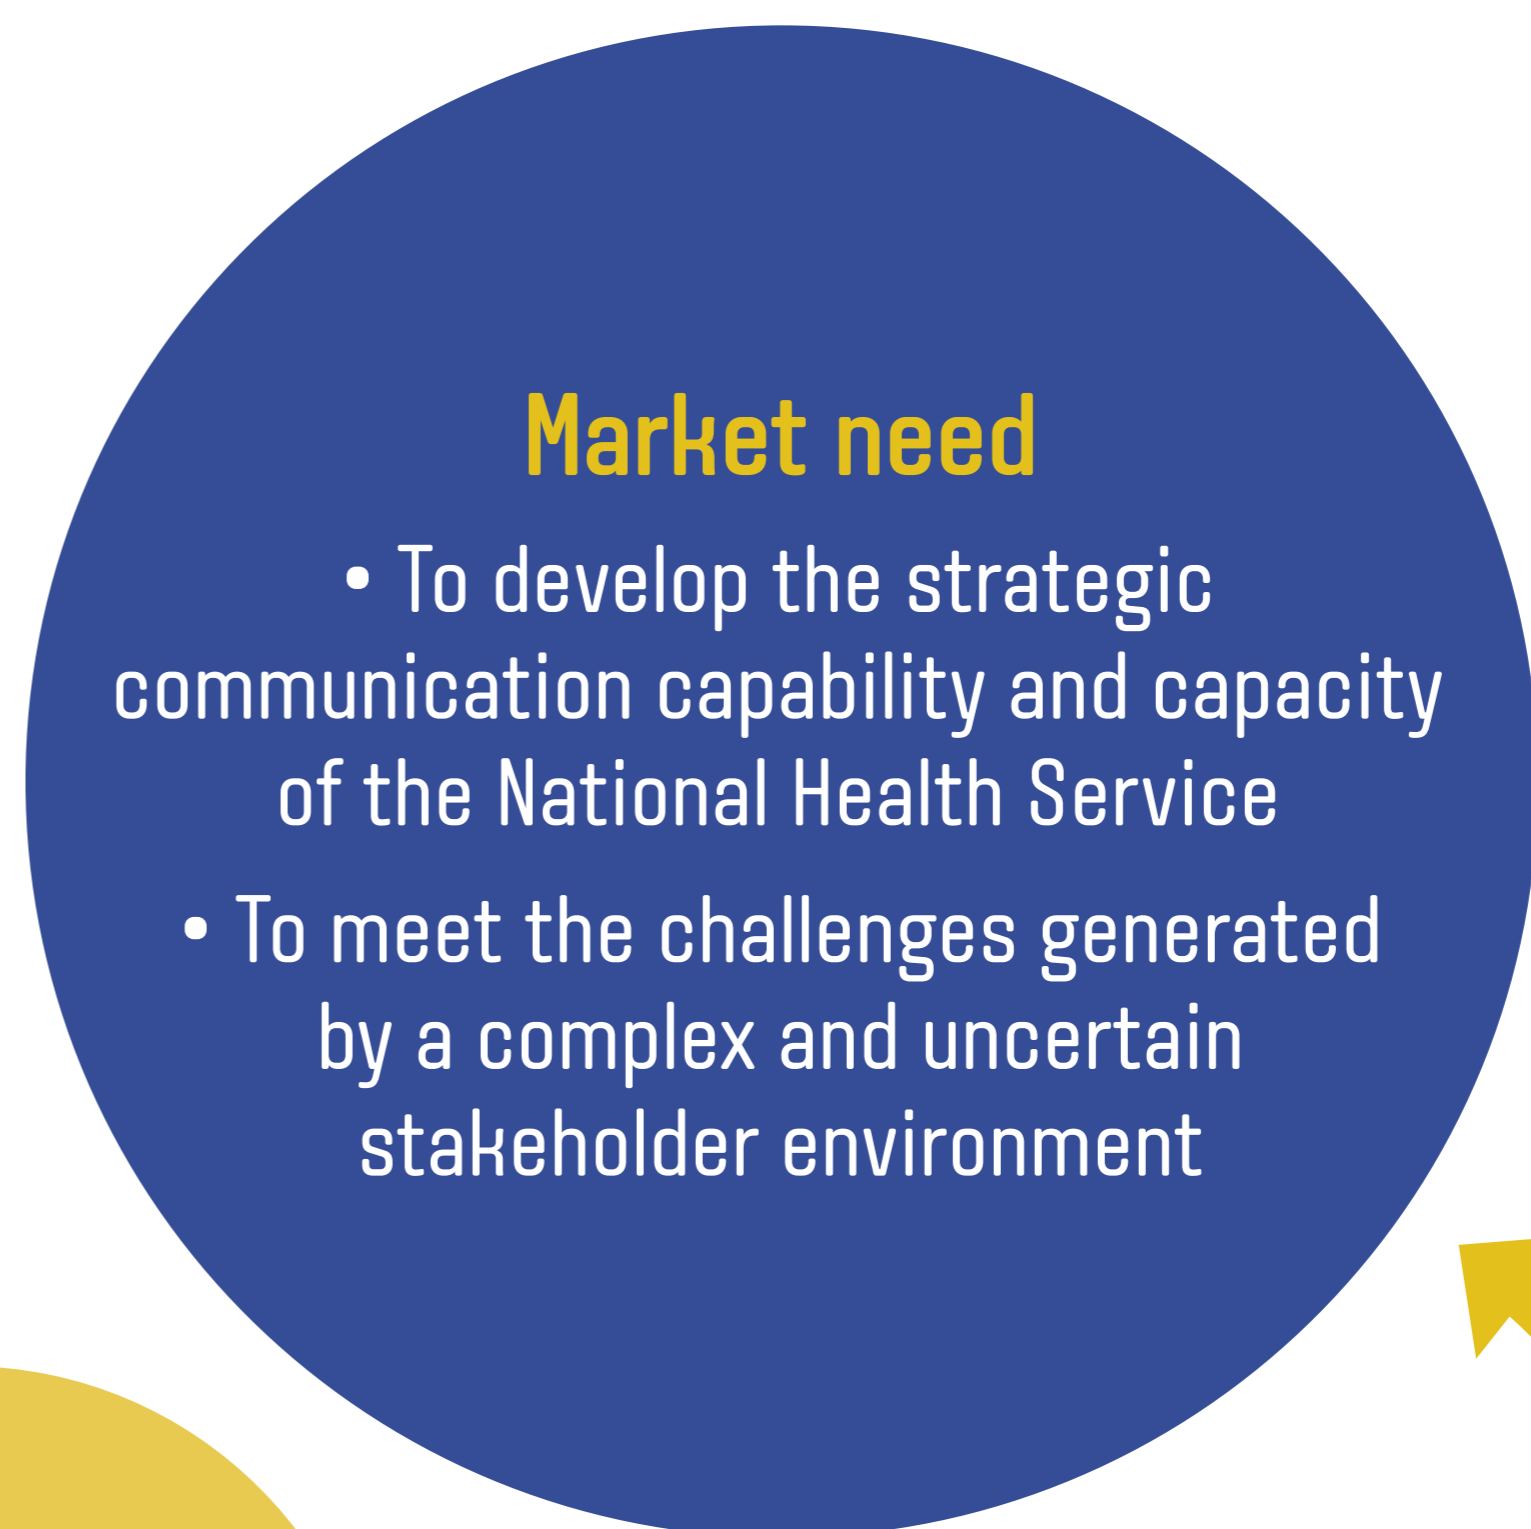 Market need
• To develop the strategic
communication capability and capacity
of the National Health Service
• To meet the challenges generated
by a complex and uncertain
stakeholder environment